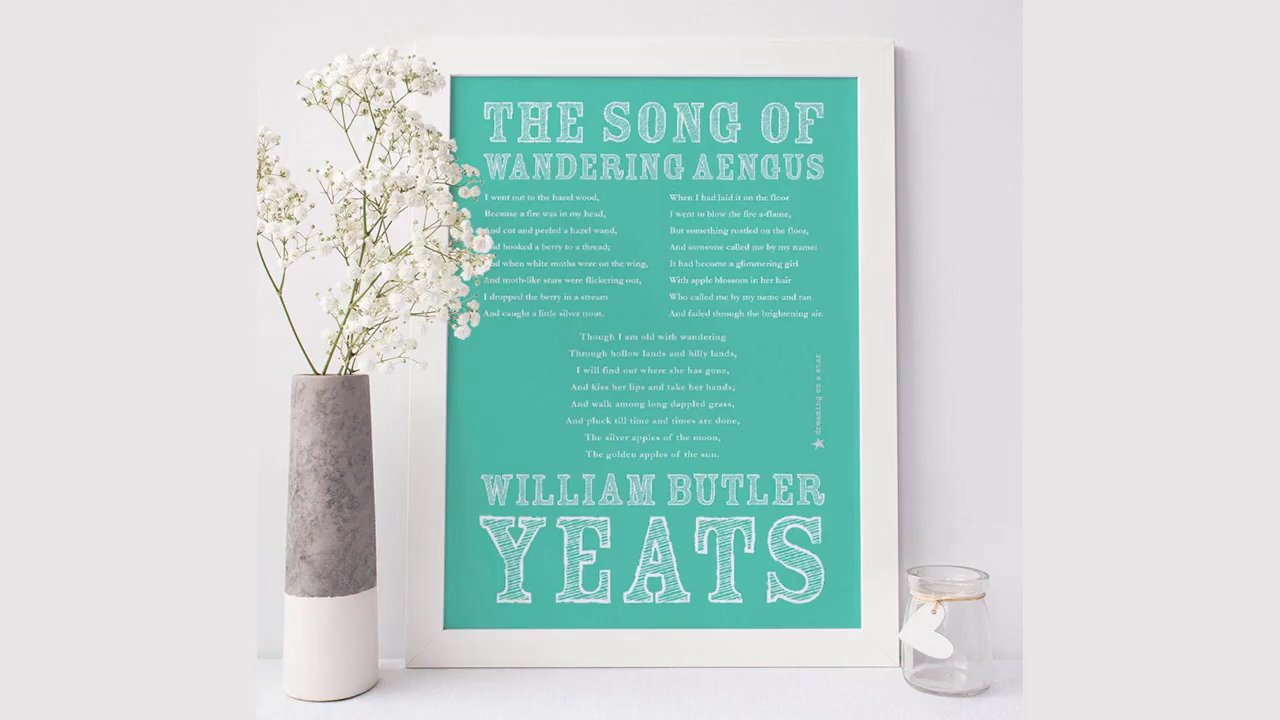 THE SONG OF
WANDERING AENGUS
I went out to the hazel wood,
Because a fire was in my head,
And cut and peeled a hazel wand,
And hooked a berry to a thread;
And when white moths were on the wing,
And moth-like stars were flickering out,
I dropped the berry in a stream
And caught a little silver trout.
When I had laid it on the floor
I went to blow the fire a-flame,
But something rustled on the floor,
And someone called me by my name:
It had become a glimmering girl
With apple blossom in her hair
Who called me by my name and ran
And faded through the brightening air.
Though I am old with wandering
Through hollow lands and hilly lands,
I will find out where she has gone,
And kiss her lips and take her hands;
And walk among long dappled grass,
And pluck till time and times are done,
The silver apples of the moon,
The golden apples of the sun.
dreaming on a star
WILLIAM BUTLER
YEATS